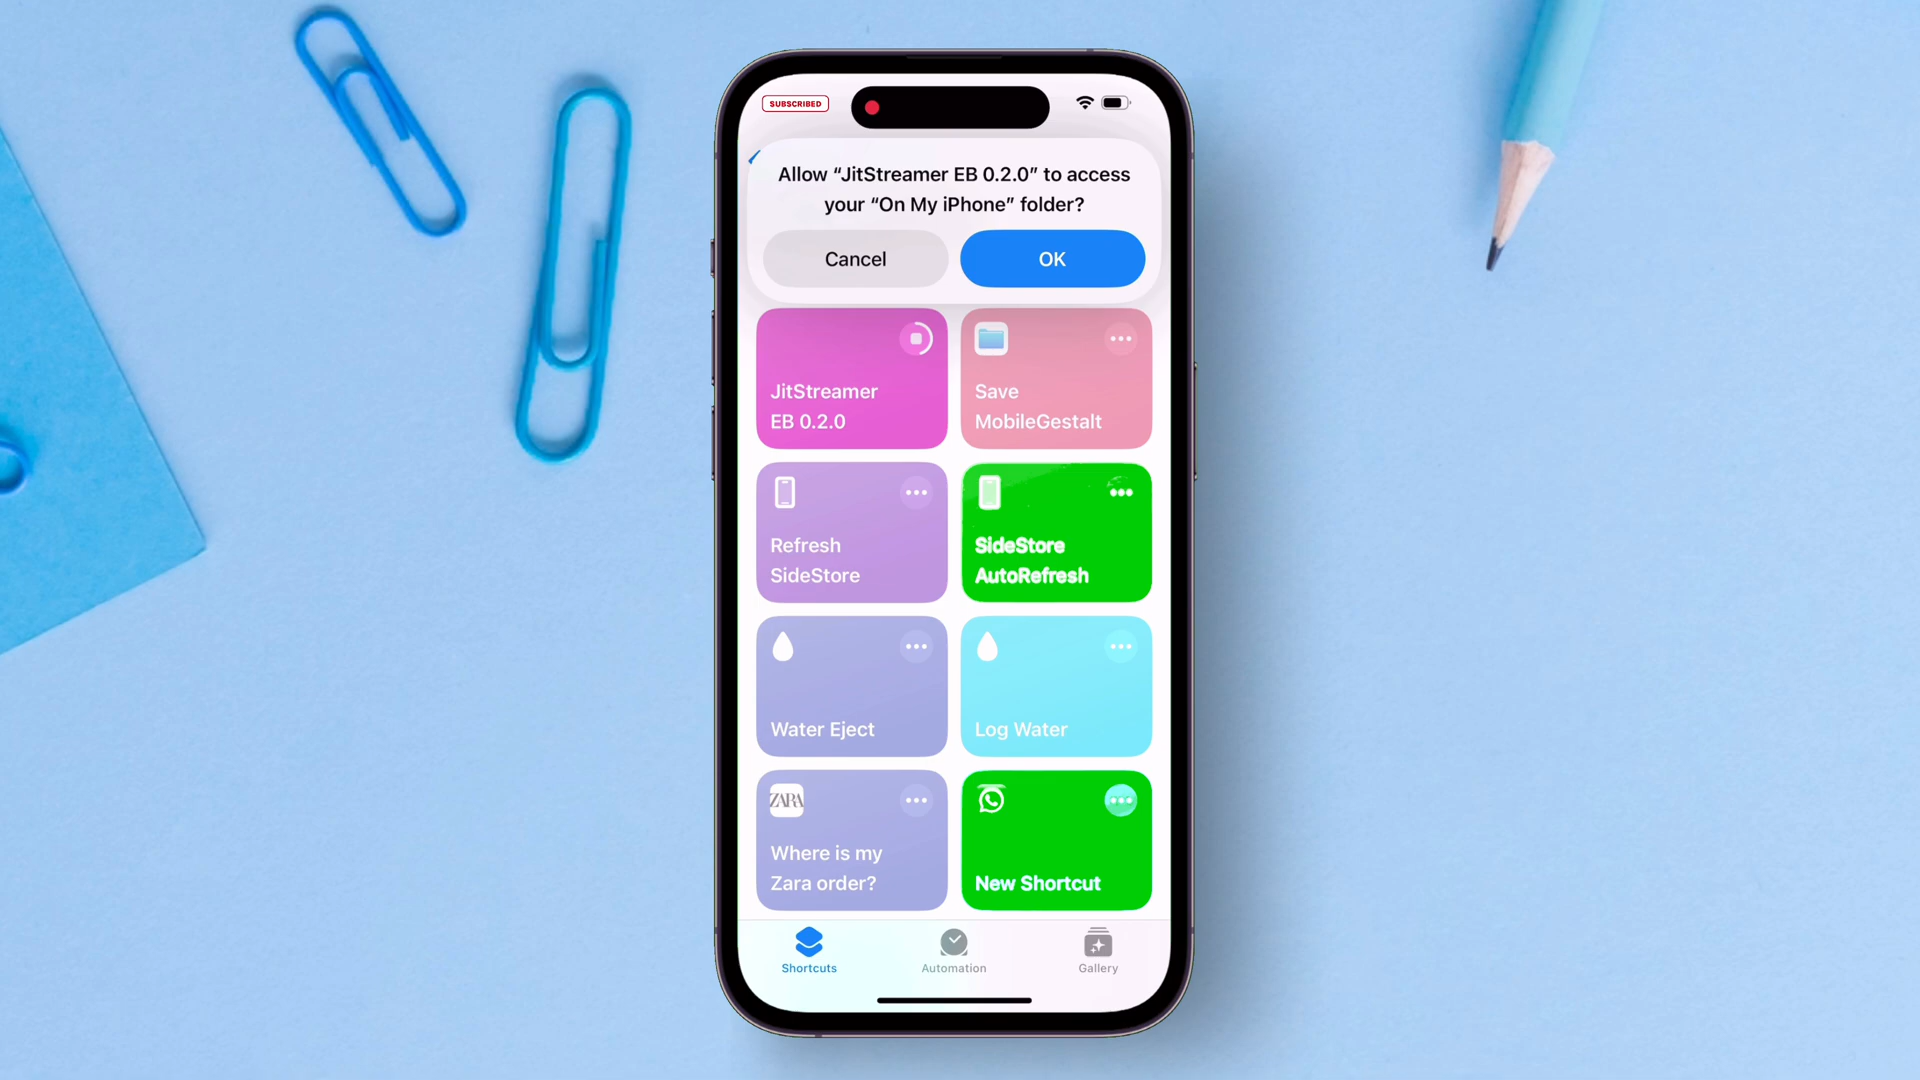 SUBSCRIBED
Allow “JitStreamer EB 0.2.0” to access
your “On My iPhone” folder?
Cancel
OK
JitStreamer
EB 0.2.0
Save
MobileGestalt
Refresh
SideStore
SideStore
AutoRefresh
Water Eject
Log Water
ZARA
Where is my
Zara order?
New Shortcut
Shortcuts
Automation
Gallery